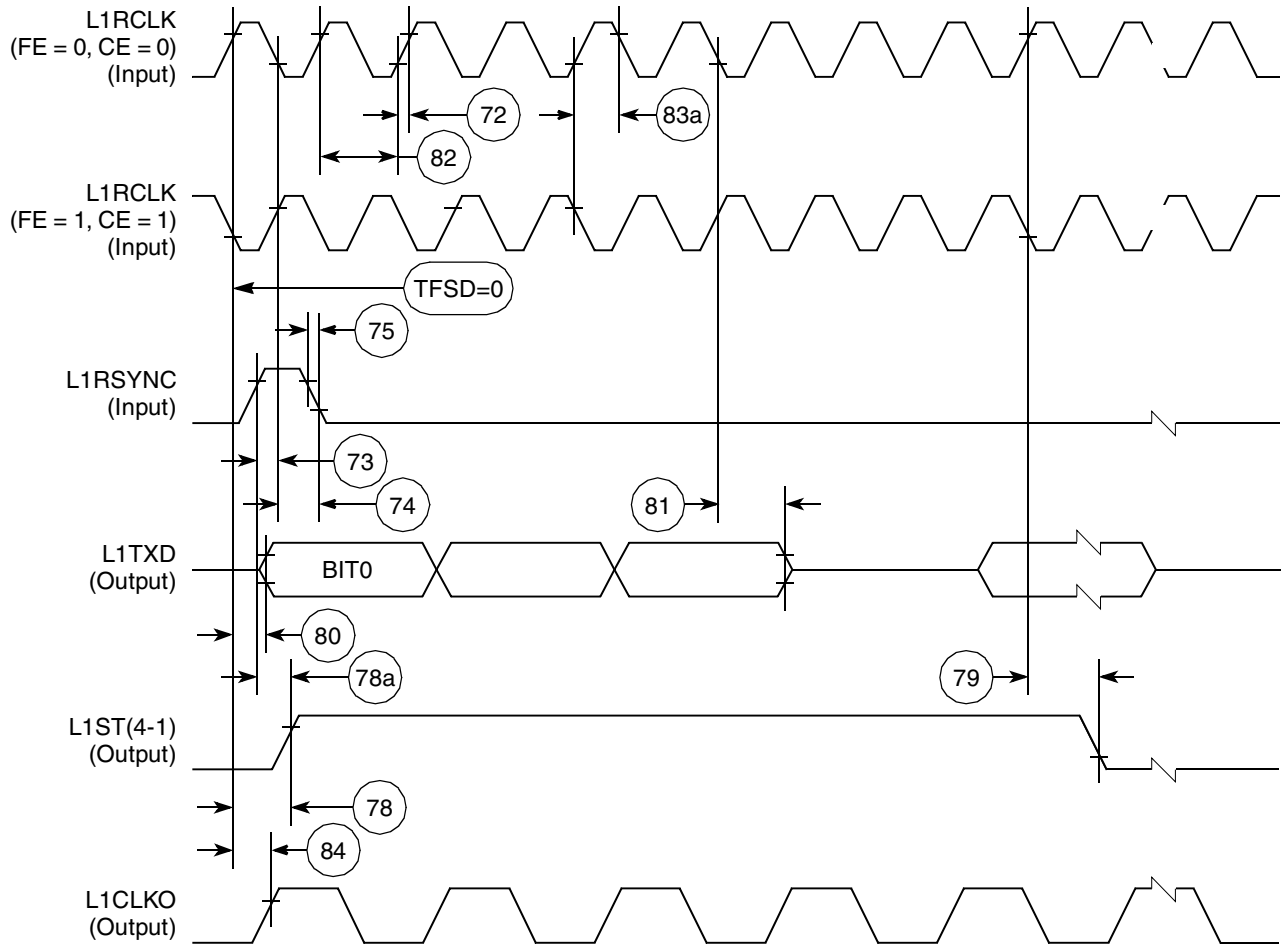 L1RCLK
(FE = 0, CE = 0)
(Input)
72
83a
82
L1RCLK
(FE = 1, CE = 1)
(Input)
TFSD=0
75
L1RSYNC
(Input)
73
74
81
L1TXD
(Output)
BIT0
80
78a
79
L1ST(4-1)
(Output)
78
84
L1CLKO
(Output)